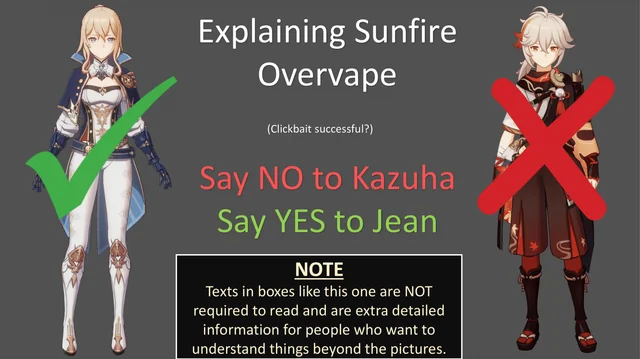 Explaining Sunfire
Overvape
(Clickbait successful?)
Say NO to Kazuha
Say YES to Jean
NOTE
Texts in boxes like this one are NOT
required to read and are extra detailed
information for people who want to
understand things beyond the pictures.